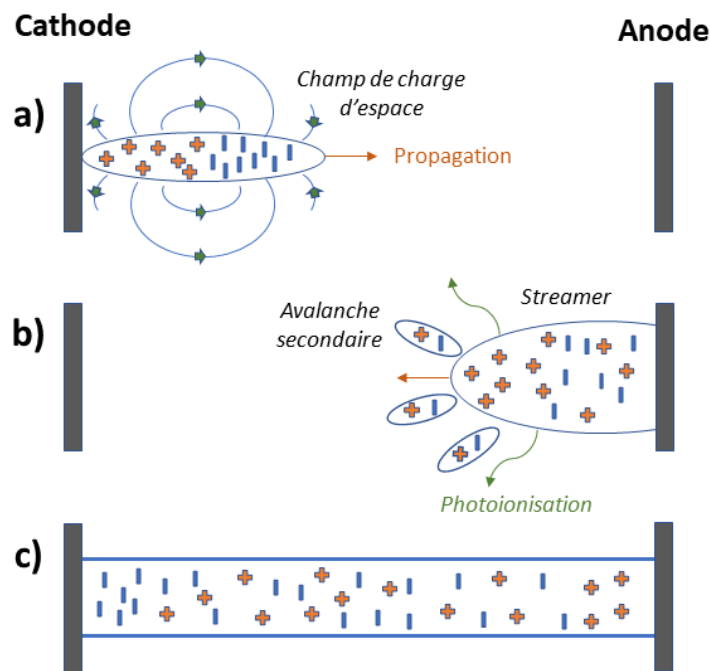 Cathode
Anode
a)
Champ de charge
d'espace
Propagation
b)
Avalanche
secondaire
Streamer
Photoionisation
c)